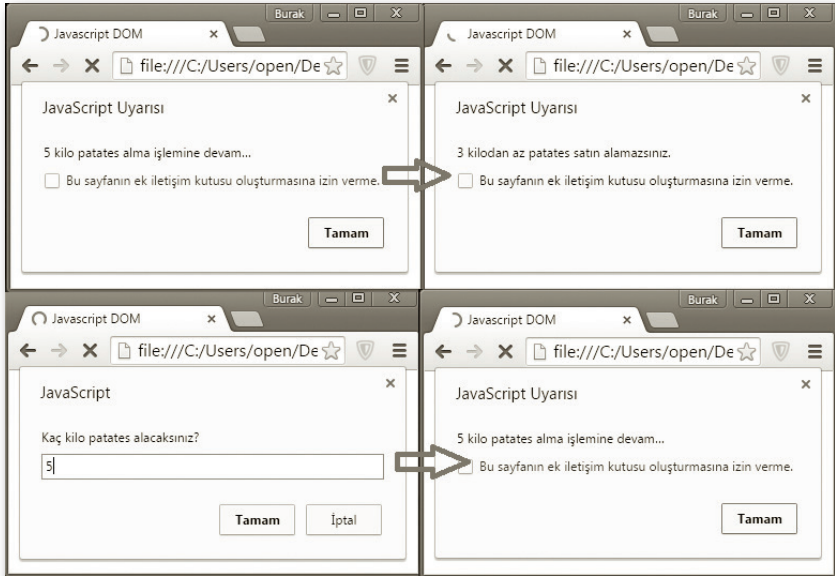 Burak
Javascript DOM
file:///C:/Users/open/De
JavaScript Uyarısı
5 kilo patates alma işlemine devam...
Bu sayfanın ek iletişim kutusu oluşturmasına izin verme.
Tamam
Burak
Javascript DOM
file:///C:/Users/open/De
JavaScript Uyarısı
3 kilodan az patates satın alamazsınız.
Bu sayfanın ek iletişim kutusu oluşturmasına izin verme.
Tamam
Burak
Javascript DOM
file:///C:/Users/open/De
JavaScript
Kaç kilo patates alacaksınız?
5
Tamam İptal
Burak
Javascript DOM
file:///C:/Users/open/De
JavaScript Uyarısı
5 kilo patates alma işlemine devam...
Bu sayfanın ek iletişim kutusu oluşturmasına izin verme.
Tamam